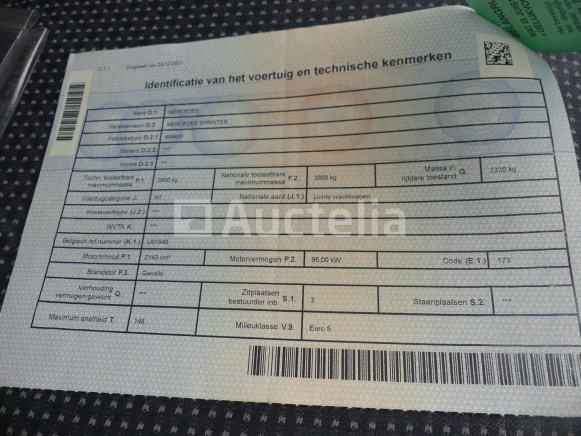 Identificatie van het voertuig en technische kenmerken
Merk D.1. MERCEDES
Handelsnaam D.3. MERCEDES SPRINTER
Fabriekstype D.2.1
Variant D.2.2 ***
Versie D.2.3 ***
Techn. toelaatbare maximummassa F.1. 3500 kg Nationale toelaatbare maximummassa F.2. 3500 kg Massa in rijklare toestand G. 2320 kg
Voertuigcategorie J. N1 Nationale aard (J.1.) Lichte vrachtwagen
Koetswerktype (J.2.) ***
WVTA K. ***
Belgisch ref.nummer (K.1.)
Motorinhoud P.1. 2143 cm³ Motorvermogen P.2. 95,00 kW Code (E.1.) 173
Brandstof P.3. Gasolie
Verhouding vermogen/gewicht Q. *** Zitplaatsen bestuurder inb. S.1. 3 Staanplaatsen S.2. ***
Maximum snelheid T. 148 Milieuklasse V.9. Euro 5
Auctelia